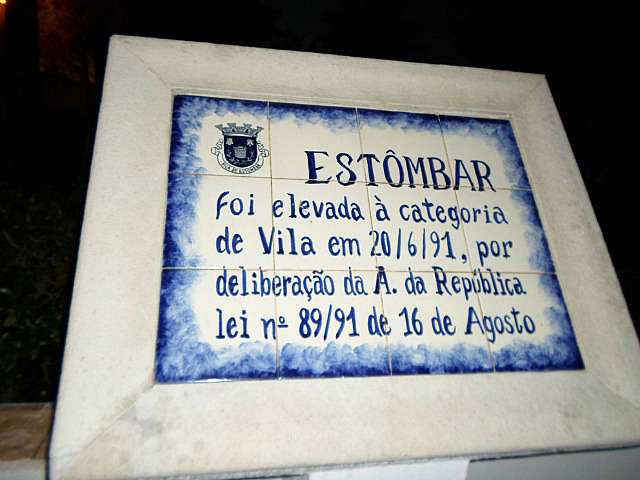 ESTÔMBAR
Foi elevada à categoria
de Vila em 20/6/91, por
deliberação da A. da República
lei nº 89/91 de 16 de Agosto